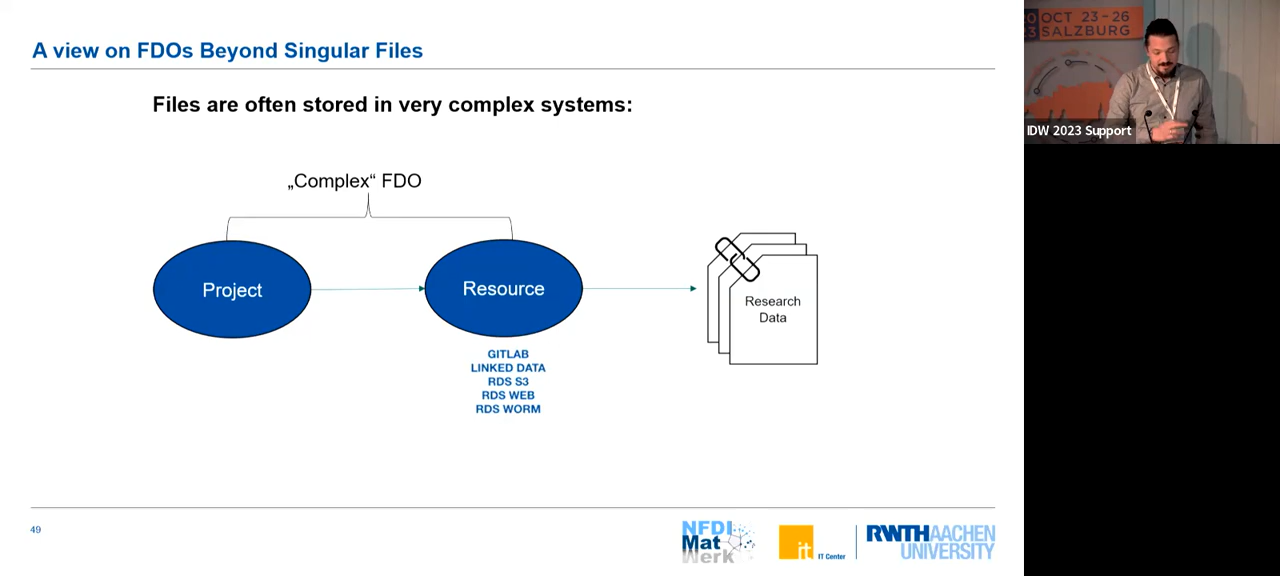 A view on FDOs Beyond Singular Files
Files are often stored in very complex systems:
„Complex“ FDO
Project
Resource
Research
Data
GITLAB
LINKED DATA
RDS S3
RDS WEB
RDS WORM
49
NFDI
Mat
Werk
it
IT Center
RWTHAACHEN
UNIVERSITY
OCT 23-26
SALZBURG
IDW 2023 Support